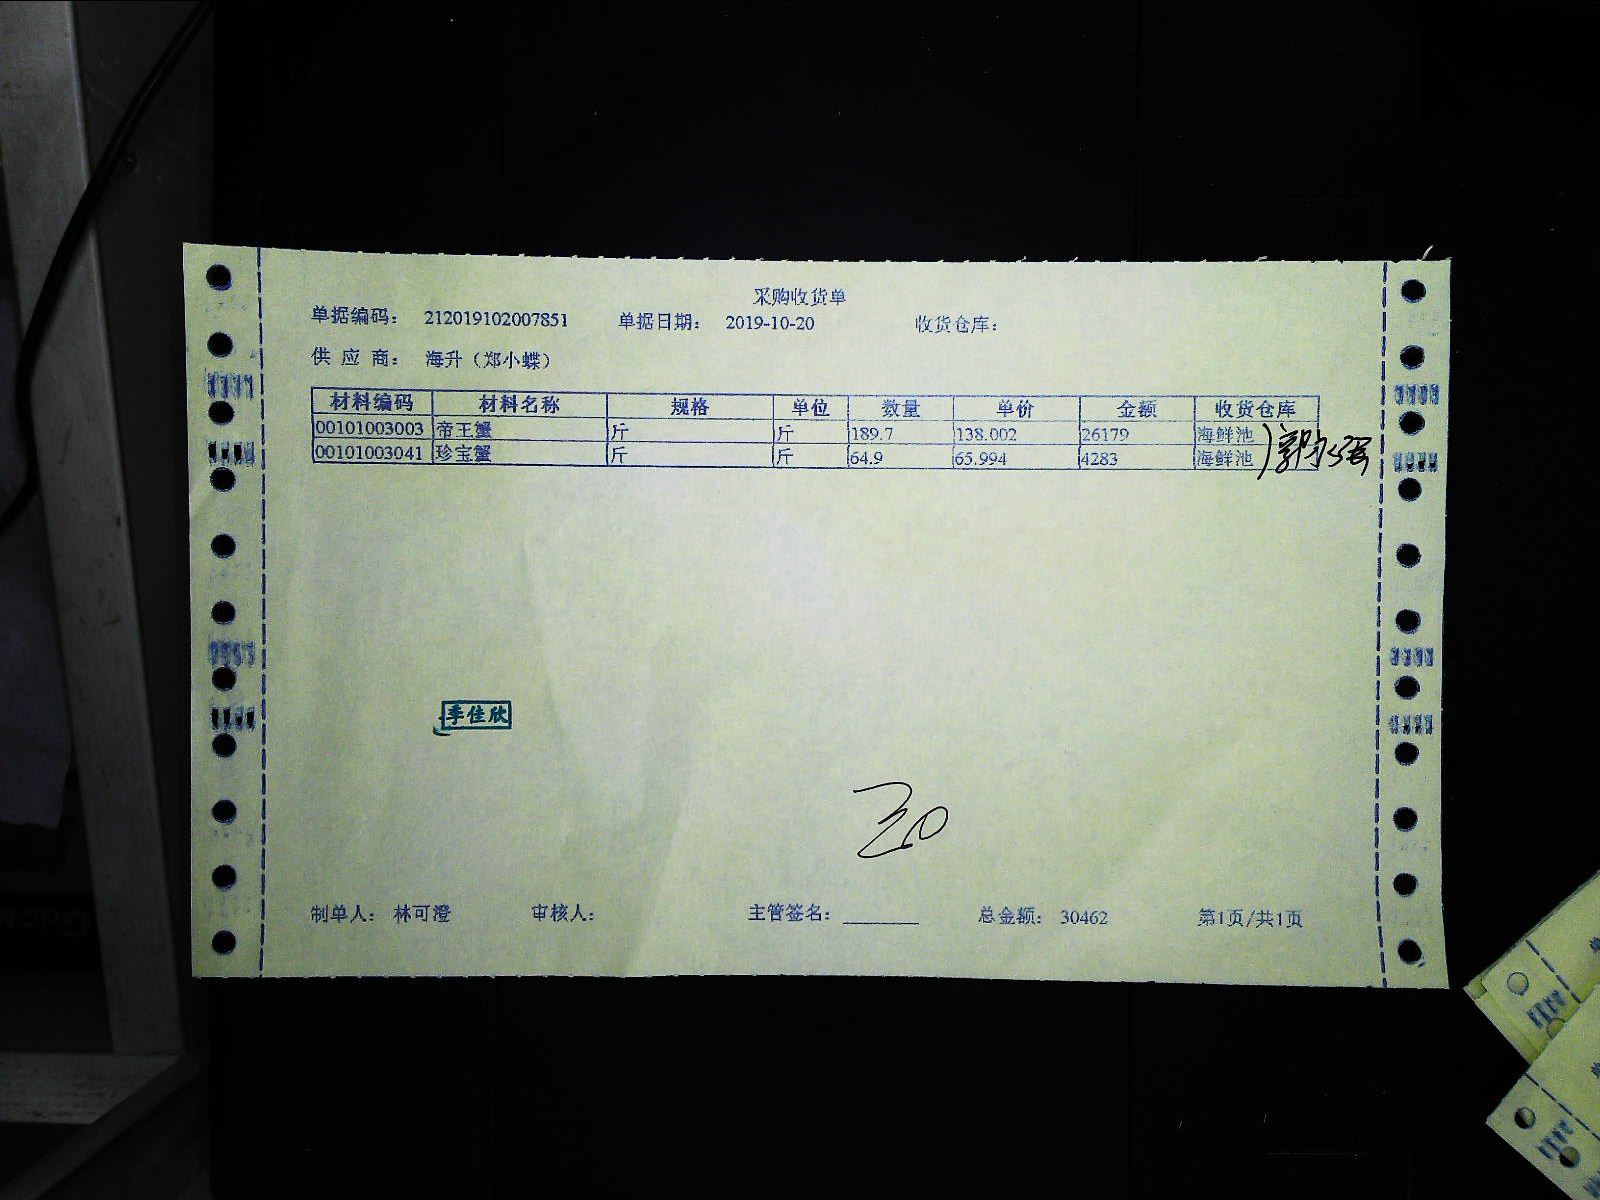 采购收货单
单据编码: 212019102007851 单据日期: 2019-10-20 收货仓库:
供应商: 海升(郑小蝶)
材料编码 材料名称 规格 单位 数量 单价 金额 收货仓库
00101003003 帝王蟹 斤 斤 189.7 138.002 26179 海鲜池
00101003041 珍宝蟹 斤 斤 64.9 65.994 4283 海鲜池
李佳欣
制单人: 林可澄 审核人: 主管签名: 总金额: 30462 第1页/共1页